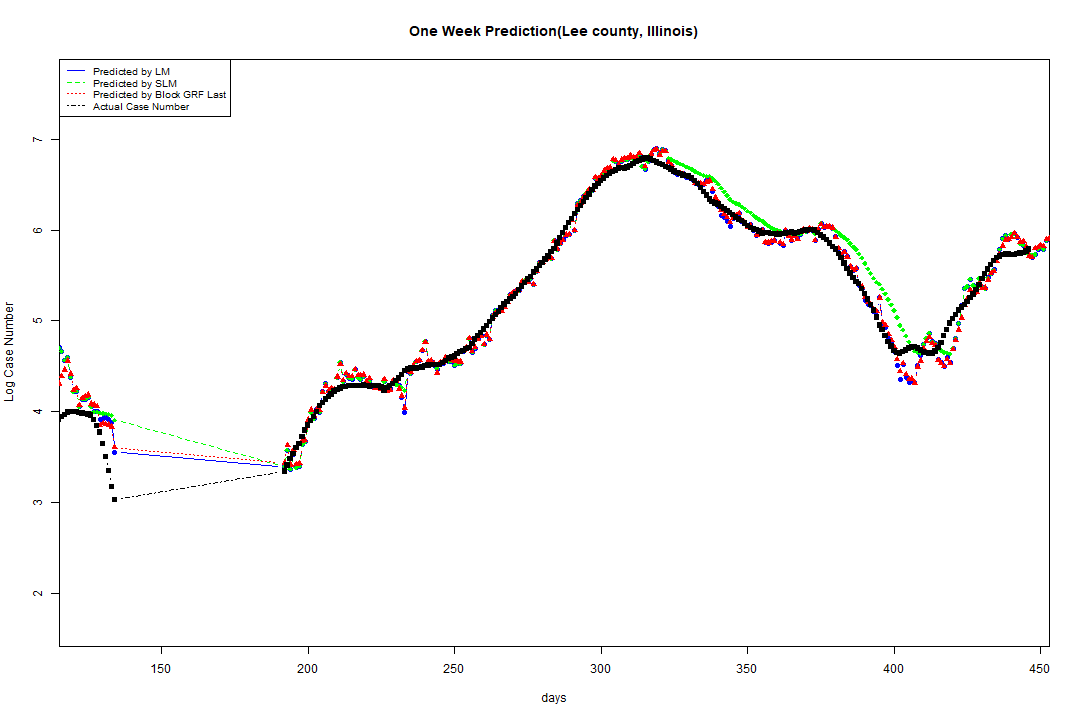 One Week Prediction(Lee county, Illinois)
Predicted by LM
Predicted by SLM
Predicted by Block GRF Last
Actual Case Number
Log Case Number
7
6
5
4
3
2
150 200 250 300 350 400 450
days